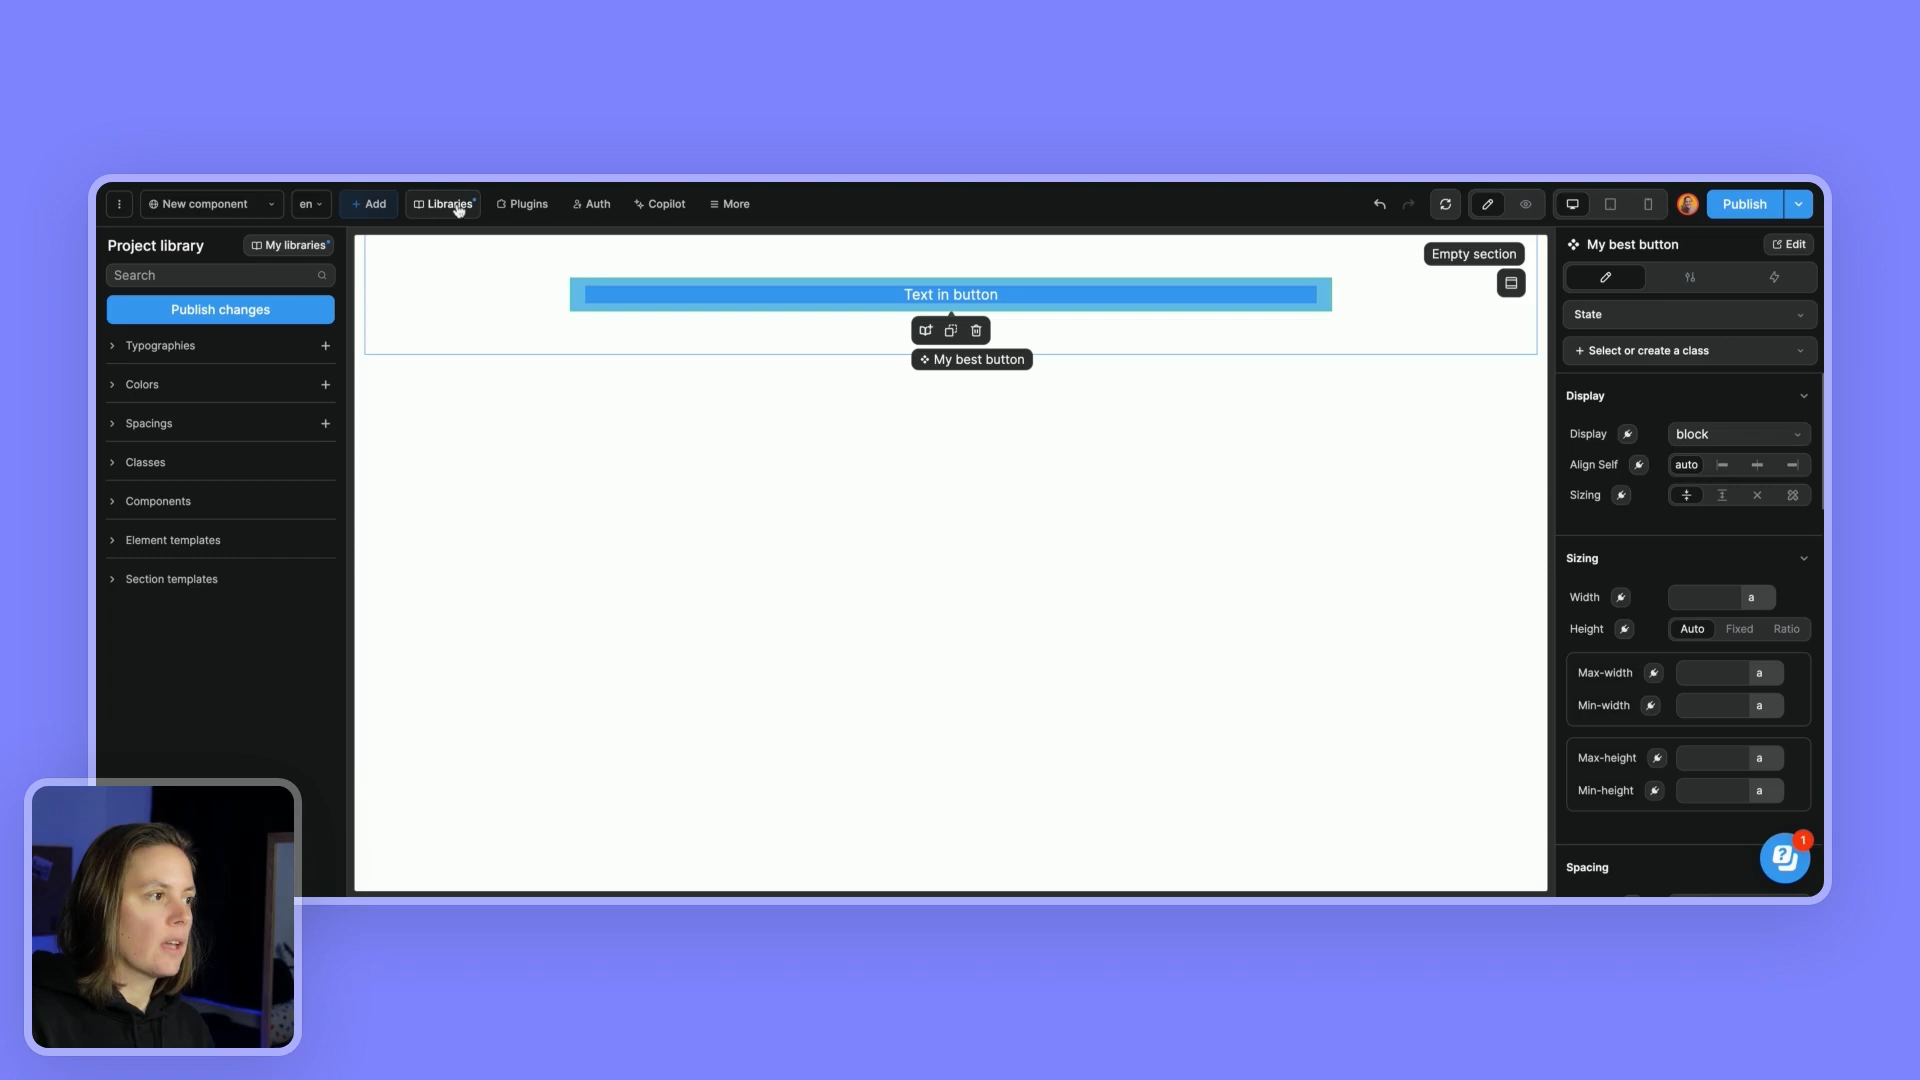 New component
en
+ Add
Libraries
Plugins
Auth
Copilot
More
Publish
Project library
My libraries
Search
Publish changes
Typographies
Colors
Spacings
Classes
Components
Element templates
Section templates
Empty section
Text in button
My best button
My best button
Edit
State
+ Select or create a class
Display
Display
block
Align Self
auto
Sizing
Sizing
Width
a
Height
Auto
Fixed
Ratio
Max-width
a
Min-width
a
Max-height
a
Min-height
a
1
?
Spacing